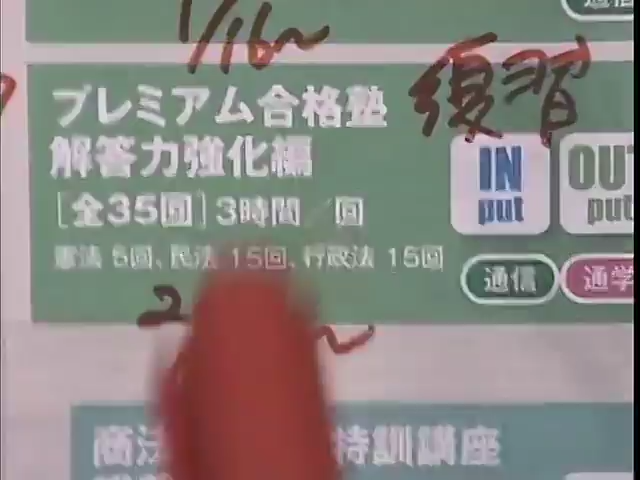 1/16～
復習
プレミアム合格塾
解答力強化編
[全35回]3時間／回
憲法 5回、民法 15回、行政法 15回
IN
put
OUT
put
通信
通学
2
特訓講座